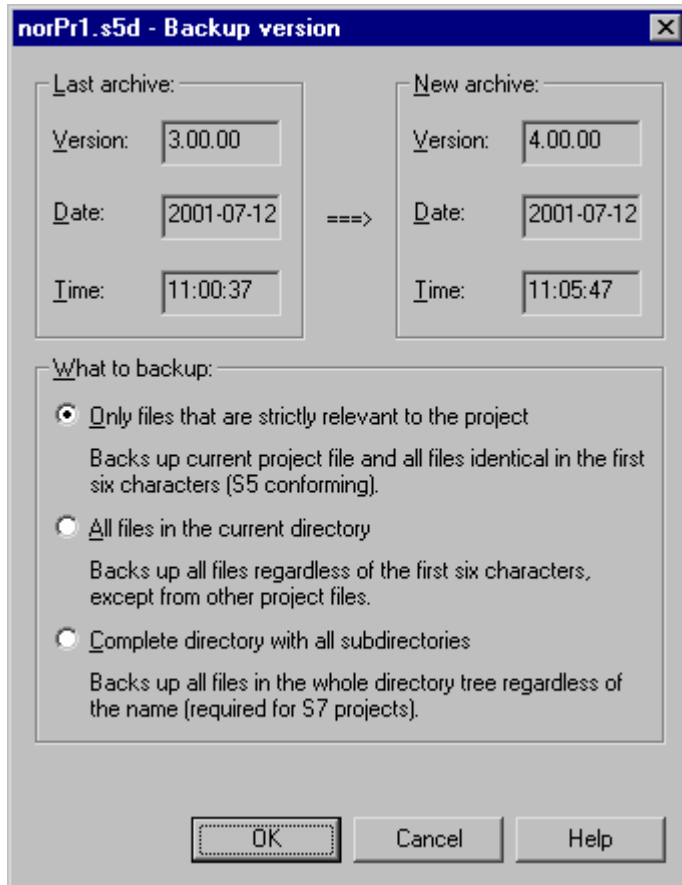 norPr1.s5d - Backup version
Last archive:
New archive:
Version: 3.00.00
Version: 4.00.00
Date: 2001-07-12 ===> Date: 2001-07-12
Time: 11:00:37
Time: 11:05:47
What to backup:
Only files that are strictly relevant to the project
Backs up current project file and all files identical in the first
six characters (S5 conforming).
All files in the current directory
Backs up all files regardless of the first six characters,
except from other project files.
Complete directory with all subdirectories
Backs up all files in the whole directory tree regardless of
the name (required for S7 projects).
OK Cancel Help